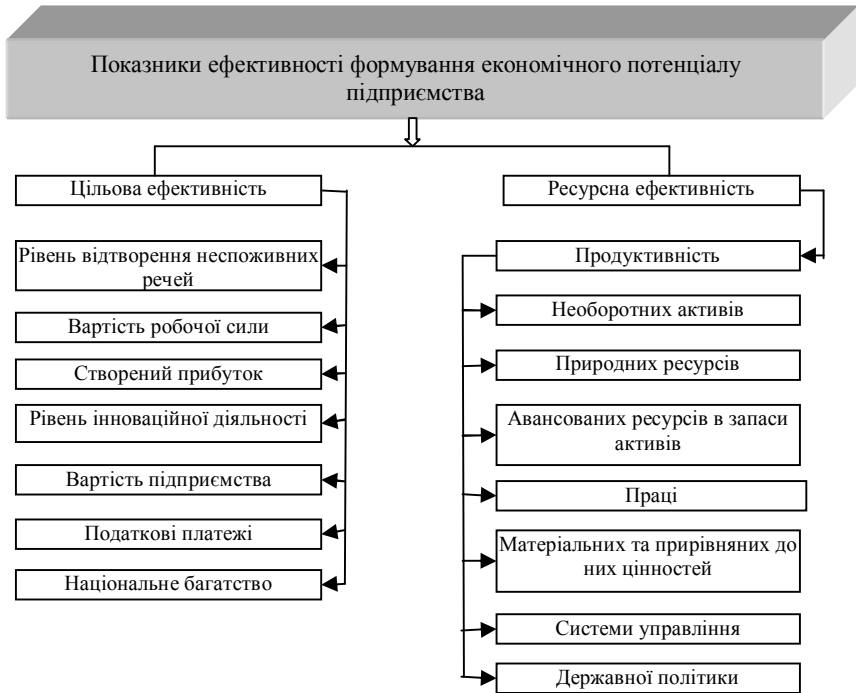 Показники ефективності формування економічного потенціалу
підприємства
Цільова ефективність
Рівень відтворення неспоживних
речей
Вартість робочої сили
Створений прибуток
Рівень інноваційної діяльності
Вартість підприємства
Податкові платежі
Національне багатство
Ресурсна ефективність
Продуктивність
Необоротних активів
Природних ресурсів
Авансованих ресурсів в запаси
активів
Праці
Матеріальних та прирівняних до
них цінностей
Системи управління
Державної політики